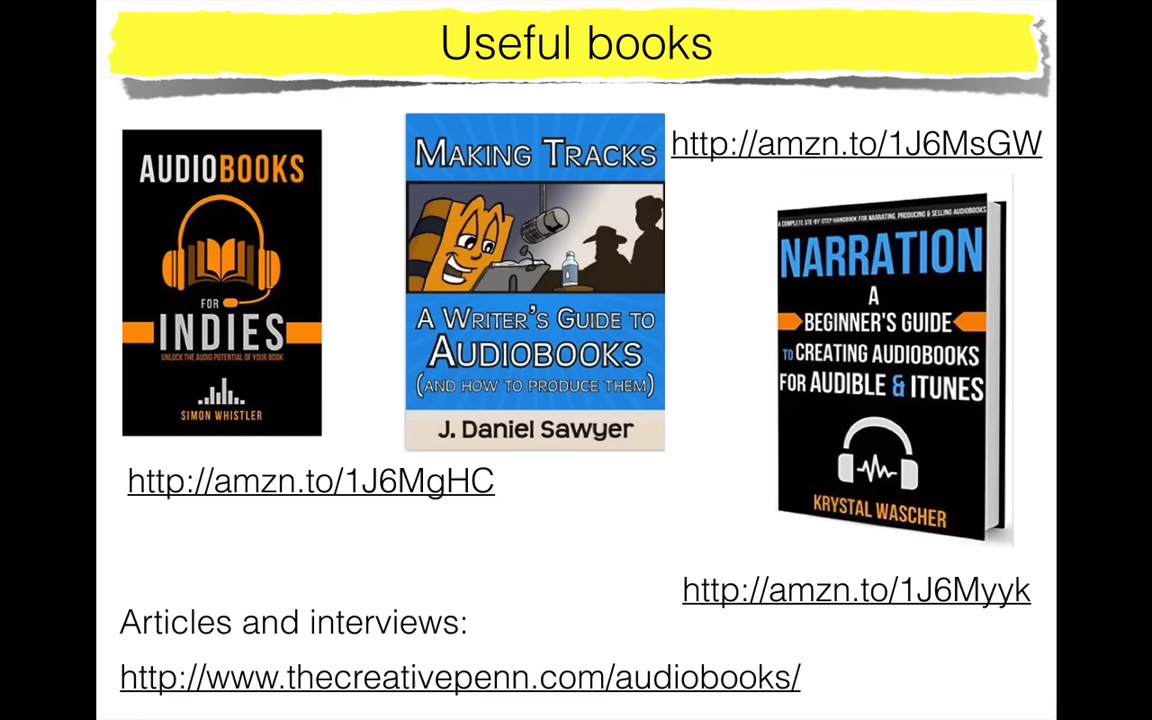 Useful books
AUDIOBOOKS
FOR
INDIES
UNLOCK THE AUDIO POTENTIAL OF YOUR BOOK
SIMON WHISTLER
http://amzn.to/1J6MgHC
MAKING TRACKS
A WRITER'S GUIDE TO
AUDIOBOOKS
(AND HOW TO PRODUCE THEM)
J. DANIEL SAWYER
http://amzn.to/1J6MsGW
A COMPLETE STE-BY-STEP HANDBOOK FOR NARRATING, PRODUCING & SELLING AUDIOBOOKS
NARRATION
A
BEGINNER'S GUIDE
TO CREATING AUDIOBOOKS
FOR AUDIBLE & ITUNES
KRYSTAL WASCHER
http://amzn.to/1J6Myyk
Articles and interviews:
http://www.thecreativepenn.com/audiobooks/